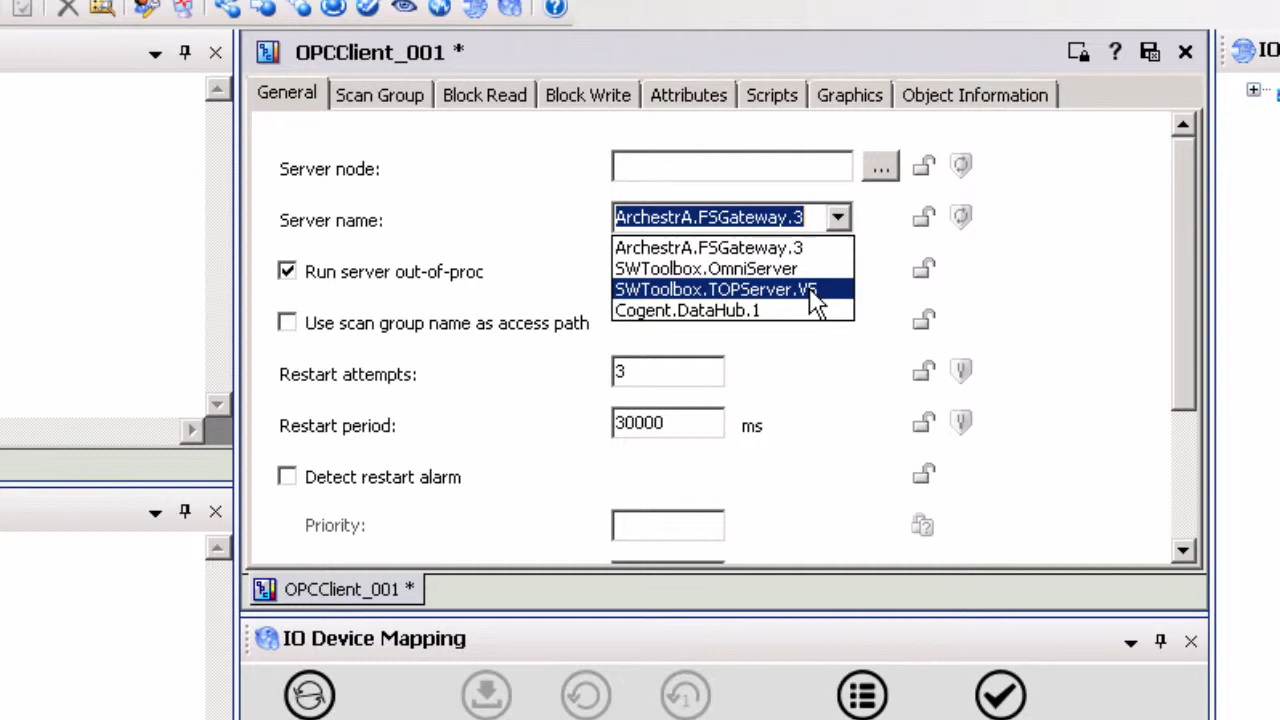 OPCClient_001 *
IO
General Scan Group Block Read Block Write Attributes Scripts Graphics Object Information
Server node:
...
Server name:
ArchestrA.FSGateway.3
ArchestrA.FSGateway.3
SWToolbox.OmniServer
SWToolbox.TOPServer.V5
Cogent.DataHub.1
Run server out-of-proc
Use scan group name as access path
Restart attempts:
3
Restart period:
30000
ms
Detect restart alarm
Priority:
OPCClient_001 *
IO Device Mapping